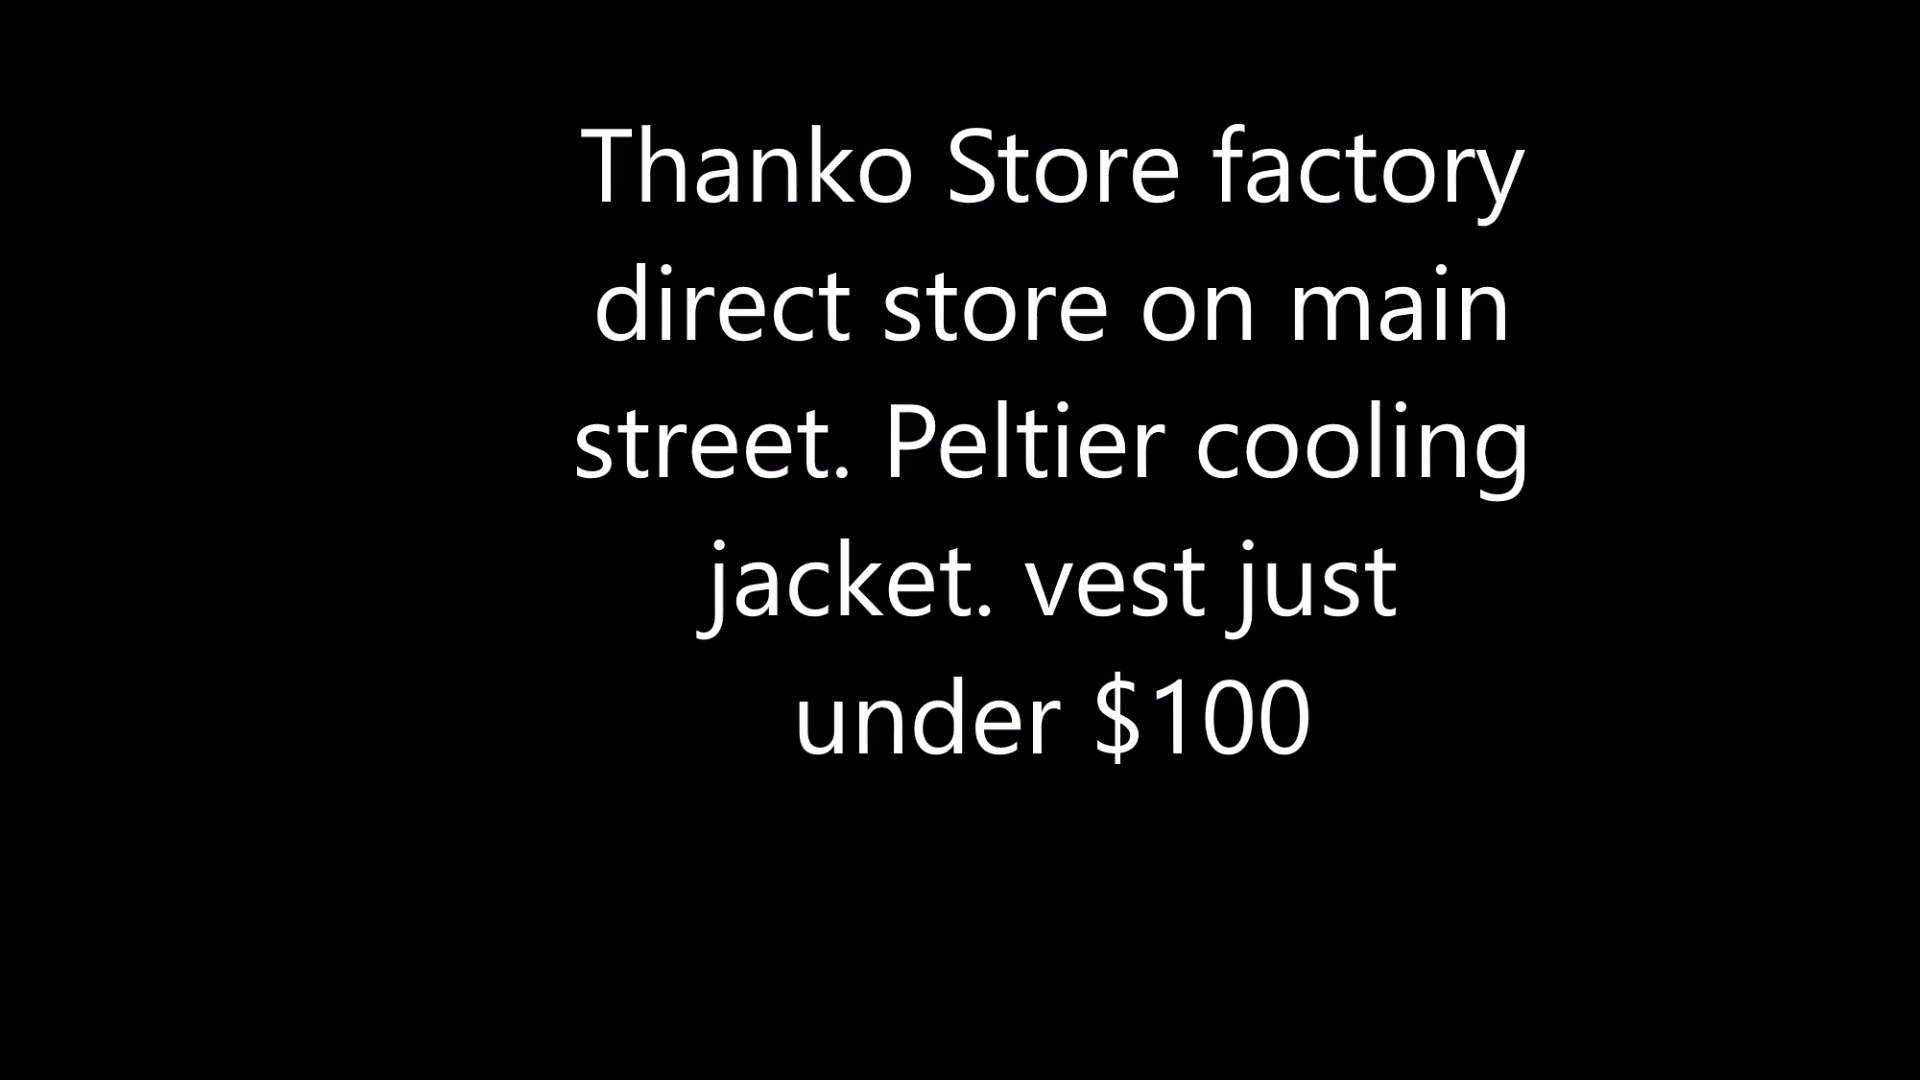 Thanko Store factory
direct store on main
street. Peltier cooling
jacket. vest just
under $100